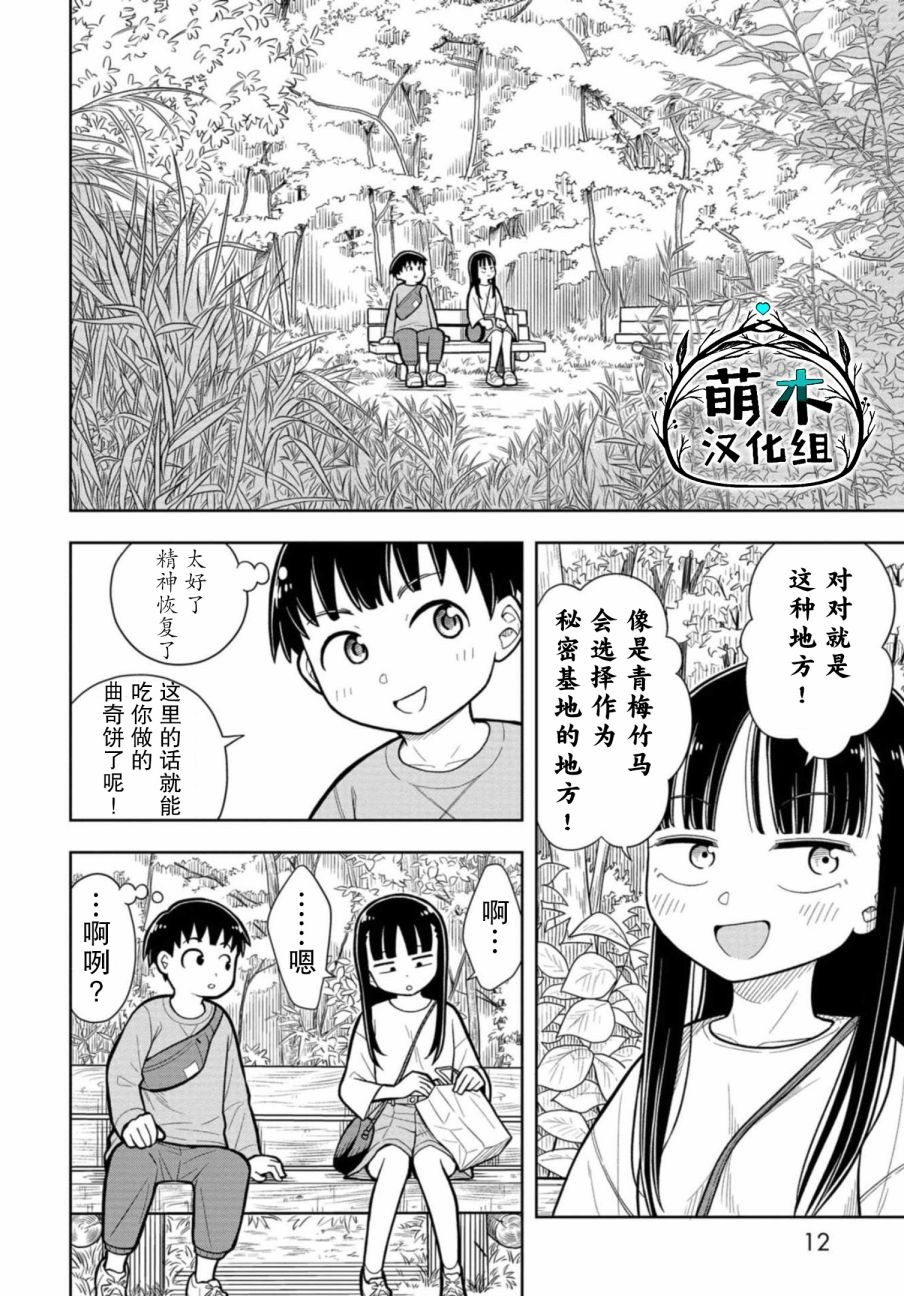 萌木
汉化组
对对就是
这种地方！
像是青梅竹马
会选择作为
秘密基地的地方！
太好了
精神恢复了
这里的话就能
吃你做的
曲奇饼了呢！
啊…
……嗯
…啊咧？
12